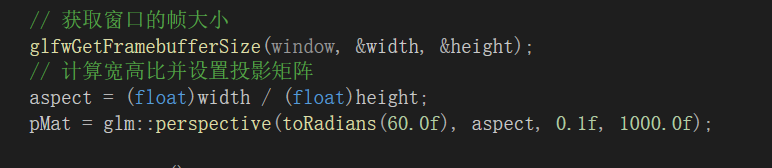 // 获取窗口的帧大小
glfwGetFramebufferSize(window, &width, &height);
// 计算宽高比并设置投影矩阵
aspect = (float)width / (float)height;
pMat = glm::perspective(toRadians(60.0f), aspect, 0.1f, 1000.0f);